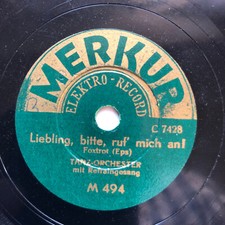 MERKUR
ELEKTRO-RECORD
C 7428
Liebling, bitte, ruf' mich an!
Foxtrot (Eps)
TANZ-ORCHESTER
mit Refraingesang
M 494